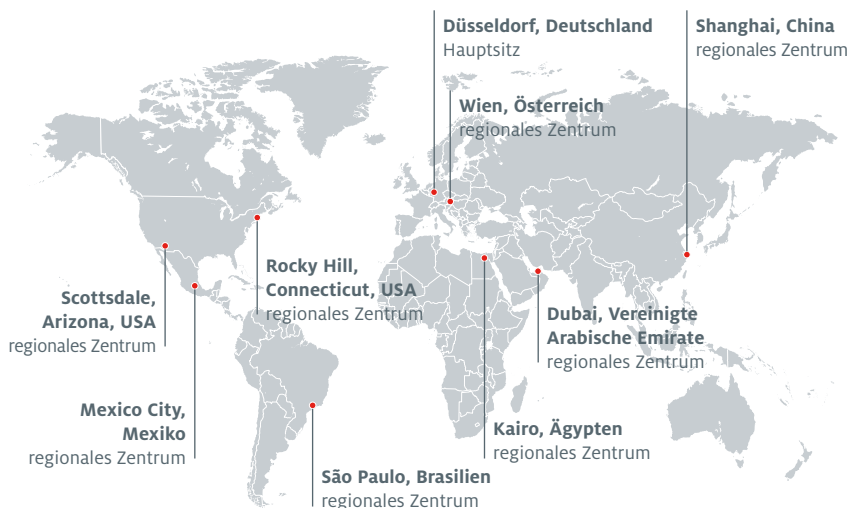 Düsseldorf, Deutschland
Hauptsitz
Shanghai, China
regionales Zentrum
Wien, Österreich
regionales Zentrum
Rocky Hill,
Connecticut, USA
regionales Zentrum
Scottsdale,
Arizona, USA
regionales Zentrum
Dubai, Vereinigte
Arabische Emirate
regionales Zentrum
Mexico City,
Mexiko
regionales Zentrum
Kairo, Ägypten
regionales Zentrum
São Paulo, Brasilien
regionales Zentrum